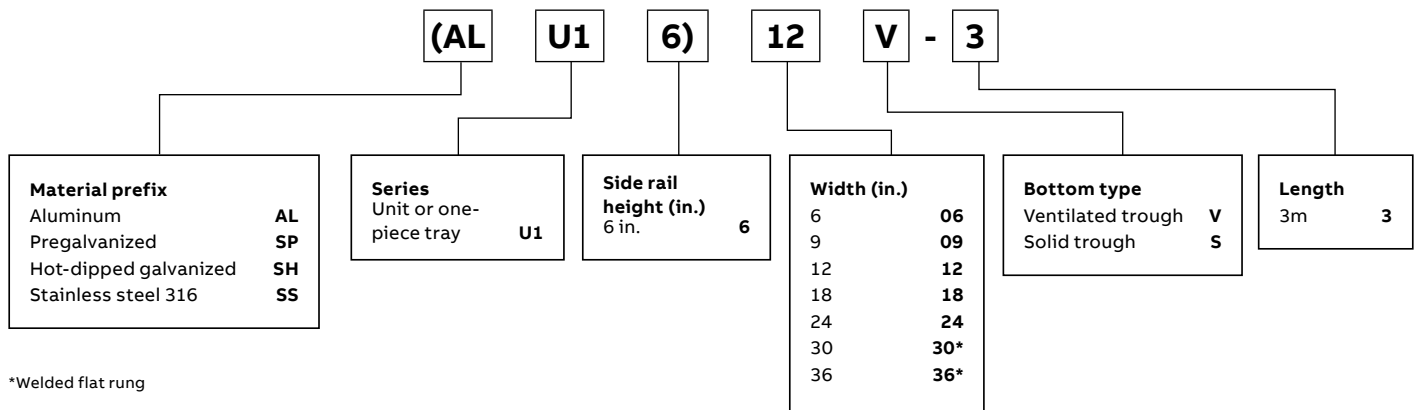 (AL U1 6) 12 V - 3
Material prefix
Aluminum AL
Pregalvanized SP
Hot-dipped galvanized SH
Stainless steel 316 SS
Series
Unit or one-
piece tray U1
Side rail
height (in.)
6 in. 6
Width (in.)
6 06
9 09
12 12
18 18
24 24
30 30*
36 36*
Bottom type
Ventilated trough V
Solid trough S
Length
3m 3
*Welded flat rung